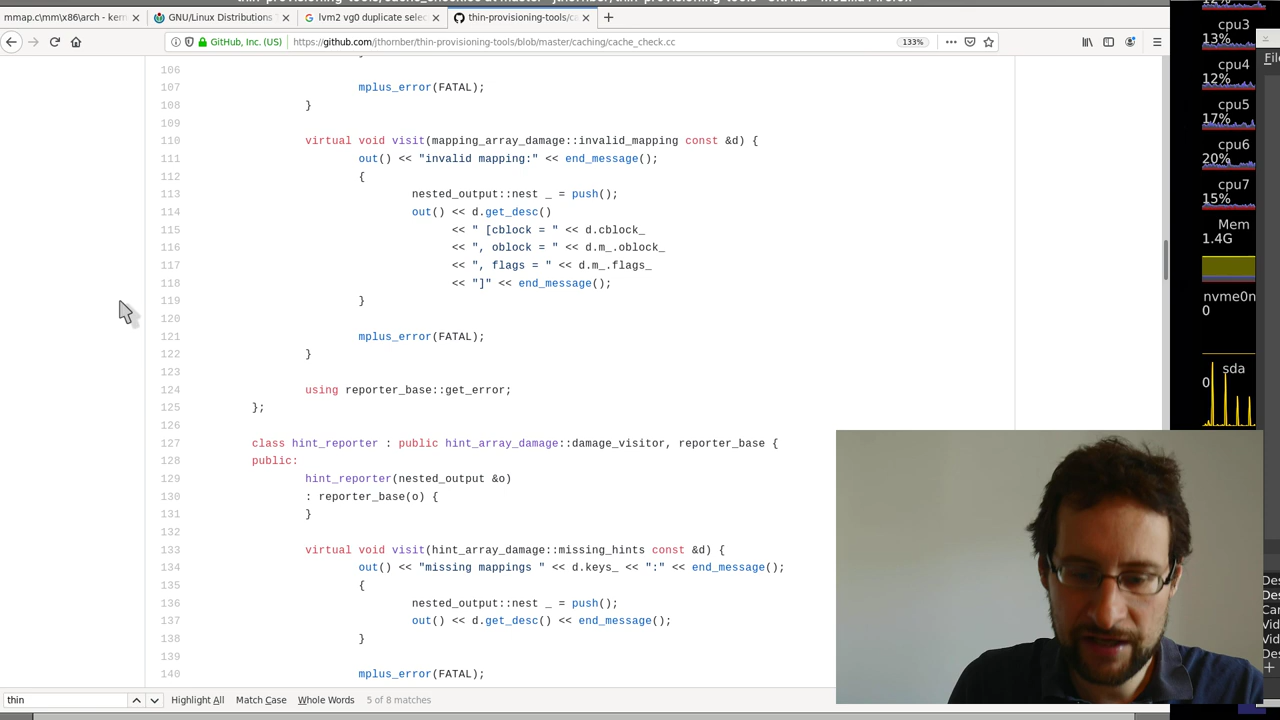 cpu3
13%
c\mm\x86\arch - kern
GNU/Linux Distributions
lvm2 vg0 duplicate selec
thin-provisioning-tools/ca
GitHub, Inc. (US)
https://github.com/jthornber/thin-provisioning-tools/blob/master/caching/cache_check.cc
133%
File
cpu4
12%
cpu5
17%
cpu6
20%
cpu7
15%
Mem
1.4G
nvme0n
0
sda
0
106
107 mplus_error(FATAL);
108 }
109
110 virtual void visit(mapping_array_damage::invalid_mapping const &d) {
111 out() << "invalid mapping:" << end_message();
112 {
113 nested_output::nest _ = push();
114 out() << d.get_desc()
115 << " [cblock = " << d.cblock_
116 << ", oblock = " << d.m_.oblock_
117 << ", flags = " << d.m_.flags_
118 << "]" << end_message();
119 }
120
121 mplus_error(FATAL);
122 }
123
124 using reporter_base::get_error;
125 };
126
127 class hint_reporter : public hint_array_damage::damage_visitor, reporter_base {
128 public:
129 hint_reporter(nested_output &o)
130 : reporter_base(o) {
131 }
132
133 virtual void visit(hint_array_damage::missing_hints const &d) {
134 out() << "missing mappings " << d.keys_ << ":" << end_message();
135 {
136 nested_output::nest _ = push();
137 out() << d.get_desc() << end_message();
138 }
139
140 mplus_error(FATAL);
thin
Highlight All
Match Case
Whole Words
5 of 8 matches